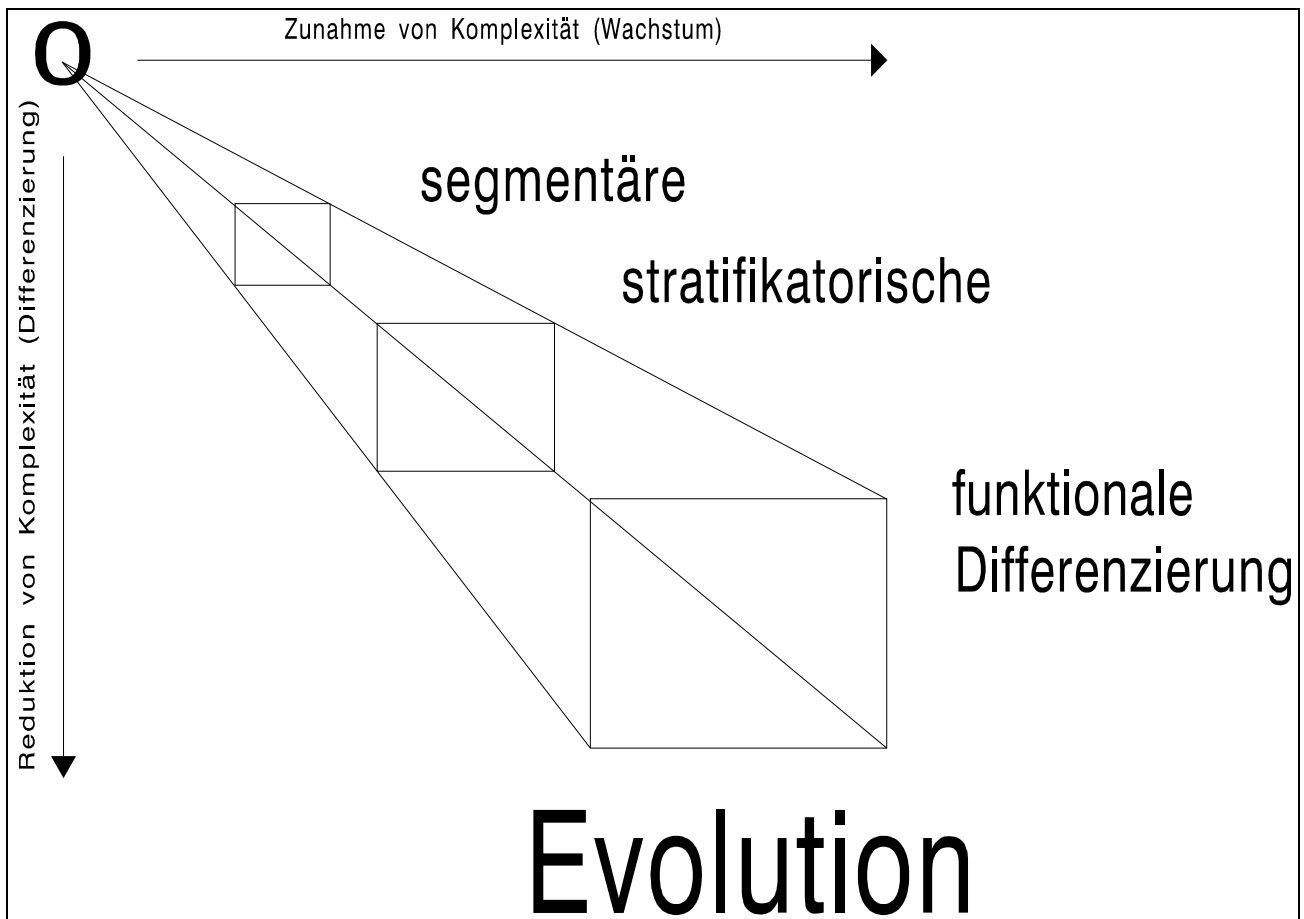 O
Zunahme von Komplexität (Wachstum)
Reduktion von Komplexität (Differenzierung)
segmentäre
stratifikatorische
funktionale
Differenzierung
Evolution